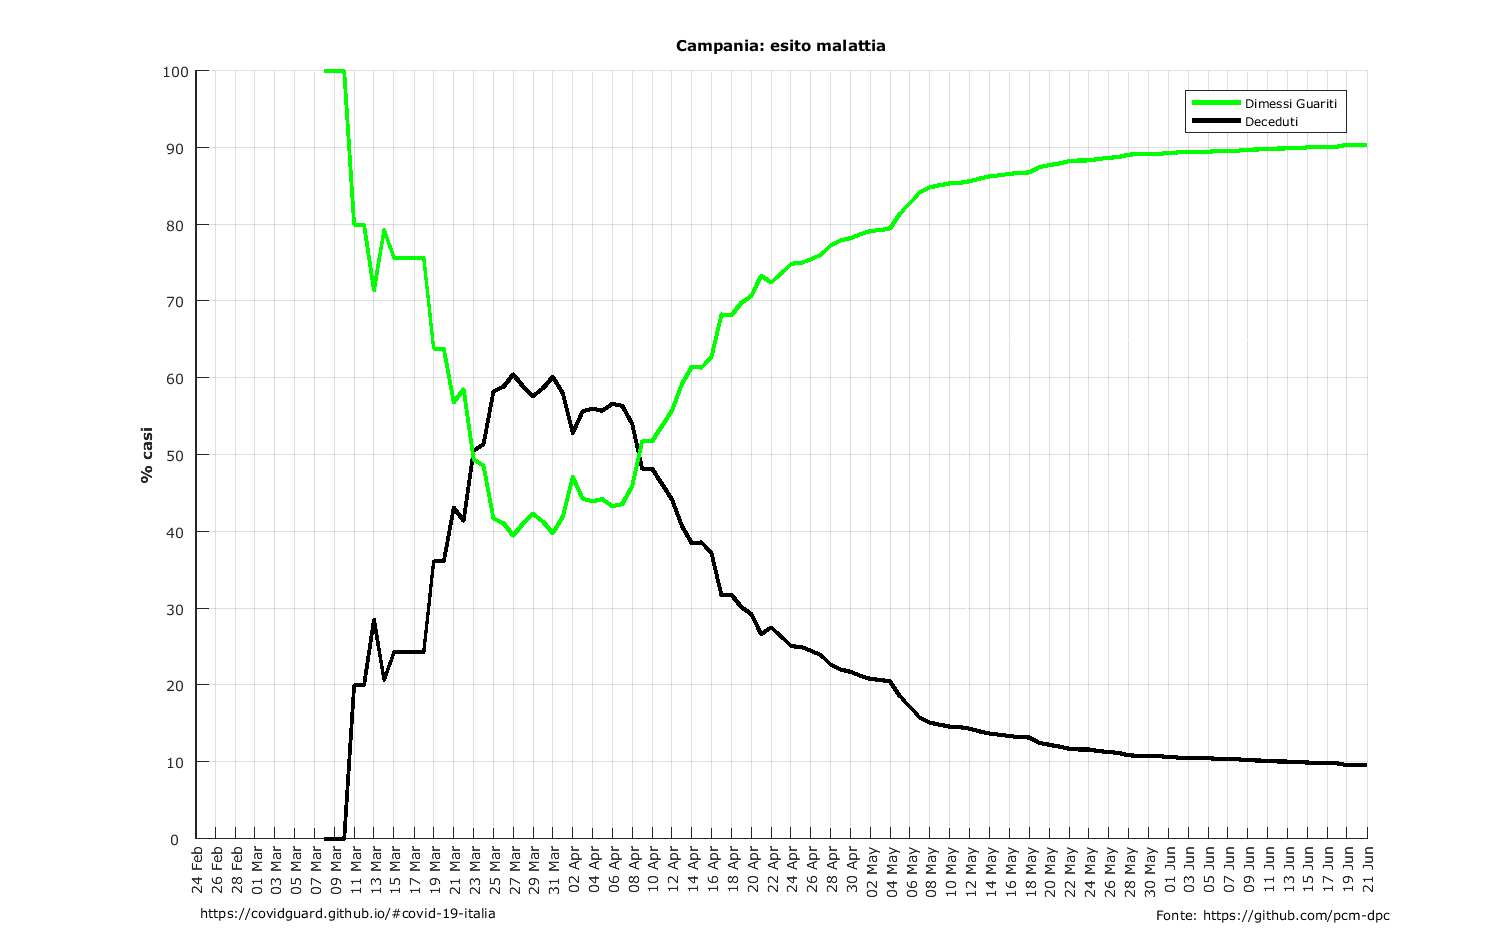 Campania: esito malattia
Dimessi Guariti
Deceduti
% casi
100
90
80
70
60
50
40
30
20
10
0
24 Feb
26 Feb
28 Feb
01 Mar
03 Mar
05 Mar
07 Mar
09 Mar
11 Mar
13 Mar
15 Mar
17 Mar
19 Mar
21 Mar
23 Mar
25 Mar
27 Mar
29 Mar
31 Mar
02 Apr
04 Apr
06 Apr
08 Apr
10 Apr
12 Apr
14 Apr
16 Apr
18 Apr
20 Apr
22 Apr
24 Apr
26 Apr
28 Apr
30 Apr
02 May
04 May
06 May
08 May
10 May
12 May
14 May
16 May
18 May
20 May
22 May
24 May
26 May
28 May
30 May
01 Jun
03 Jun
05 Jun
07 Jun
09 Jun
11 Jun
13 Jun
15 Jun
17 Jun
19 Jun
21 Jun
https://covidguard.github.io/#covid-19-italia
Fonte: https://github.com/pcm-dpc